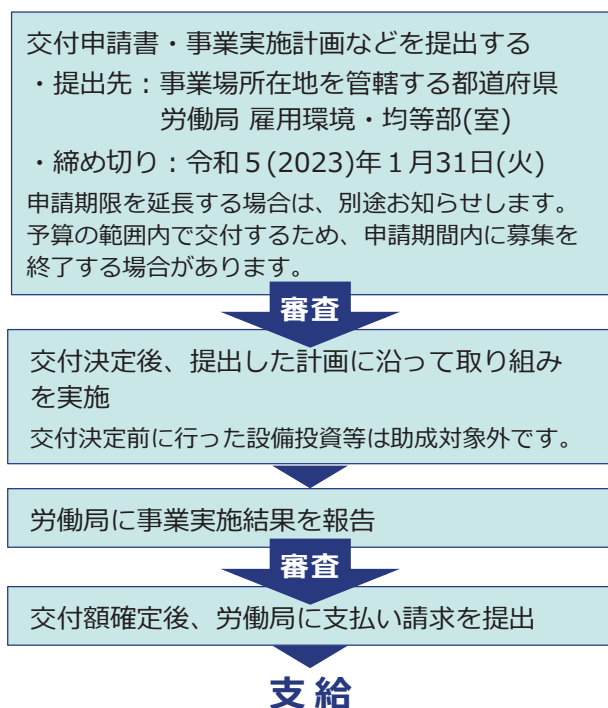 交付申請書・事業実施計画などを提出する
・提出先：事業場所在地を管轄する都道府県
労働局 雇用環境・均等部(室)
・締め切り：令和５(2023)年１月31日(火)
申請期限を延長する場合は、別途お知らせします。
予算の範囲内で交付するため、申請期間内に募集を
終了する場合があります。
審査
交付決定後、提出した計画に沿って取り組み
を実施
交付決定前に行った設備投資等は助成対象外です。
労働局に事業実施結果を報告
審査
交付額確定後、労働局に支払い請求を提出
支給